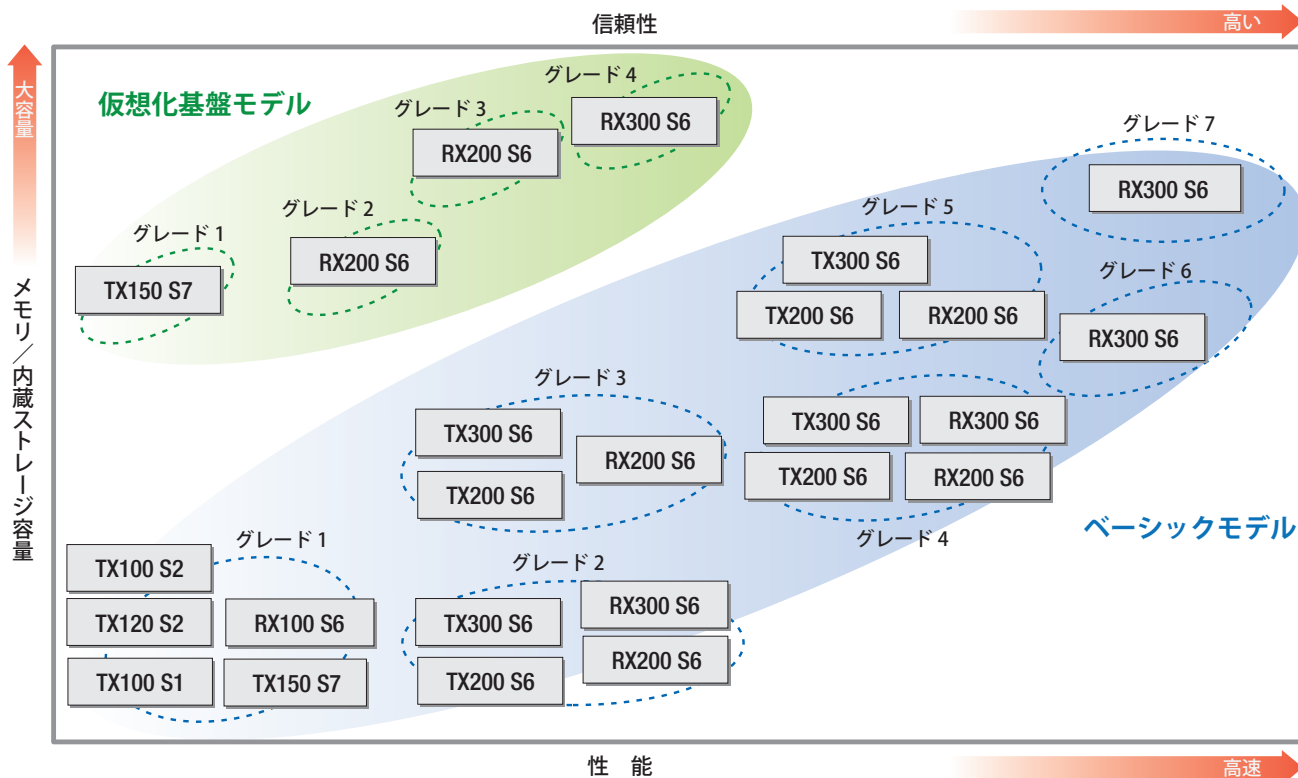 信頼性
高い
大容量
メモリ／内蔵ストレージ容量
仮想化基盤モデル
グレード 4
RX300 S6
グレード 3
RX200 S6
グレード 2
RX200 S6
グレード 1
TX150 S7
グレード 7
RX300 S6
グレード 5
TX300 S6
TX200 S6
RX200 S6
グレード 6
RX300 S6
グレード 3
TX300 S6
RX200 S6
TX200 S6
TX300 S6
RX300 S6
TX200 S6
RX200 S6
グレード 4
ベーシックモデル
グレード 1
TX100 S2
TX120 S2
RX100 S6
TX100 S1
TX150 S7
グレード 2
TX300 S6
RX300 S6
TX200 S6
RX200 S6
性　能
高速